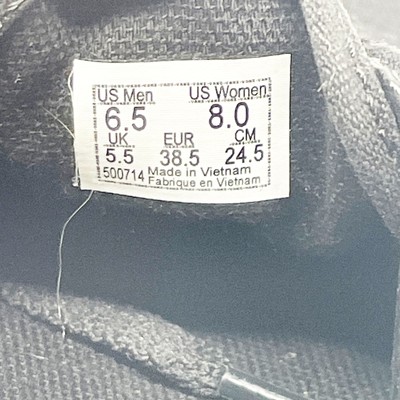 US Men US Women
6.5 8.0
UK EUR CM
5.5 38.5 24.5
500714 Made in Vietnam
Fabrique en Vietnam